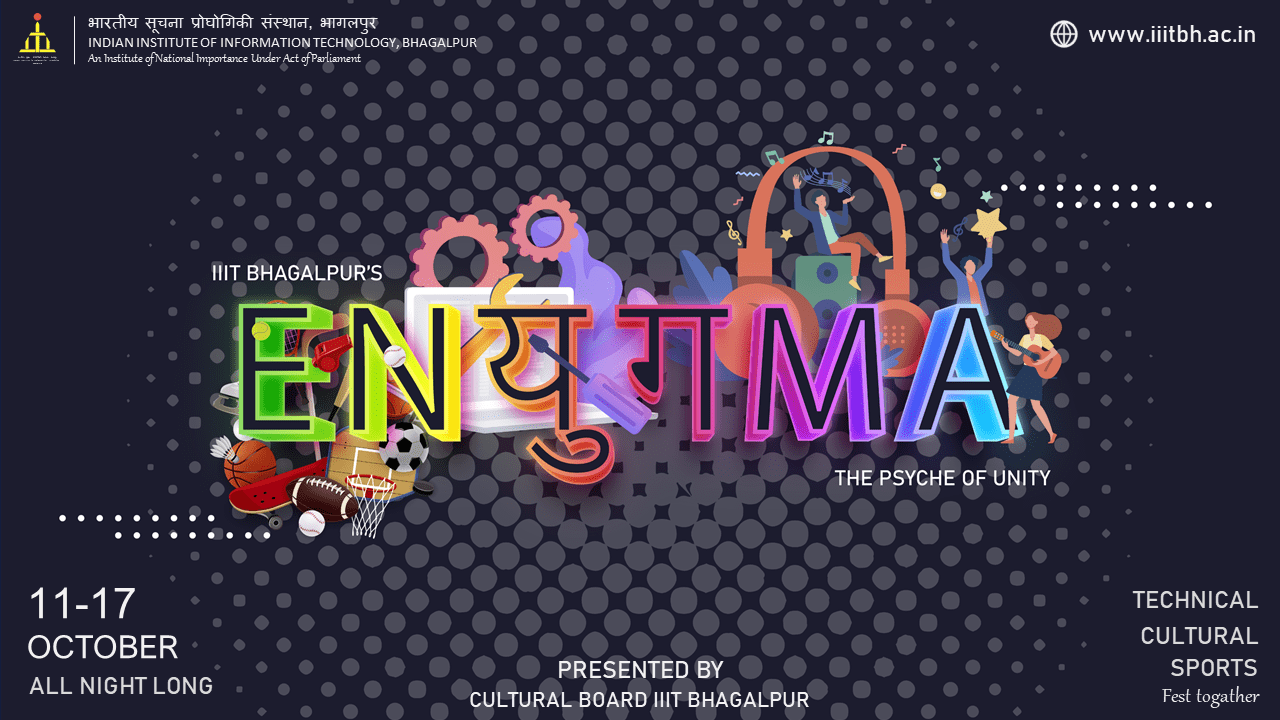 भारतीय सूचना प्रोघोगिकी संस्थान, भागलपुर
INDIAN INSTITUTE OF INFORMATION TECHNOLOGY, BHAGALPUR
An Institute of National Importance Under Act of Parliament
www.iiitbh.ac.in
IIIT BHAGALPUR'S
ENयुगMA
THE PSYCHE OF UNITY
11-17
OCTOBER
ALL NIGHT LONG
PRESENTED BY
CULTURAL BOARD IIIT BHAGALPUR
TECHNICAL
CULTURAL
SPORTS
Fest togather